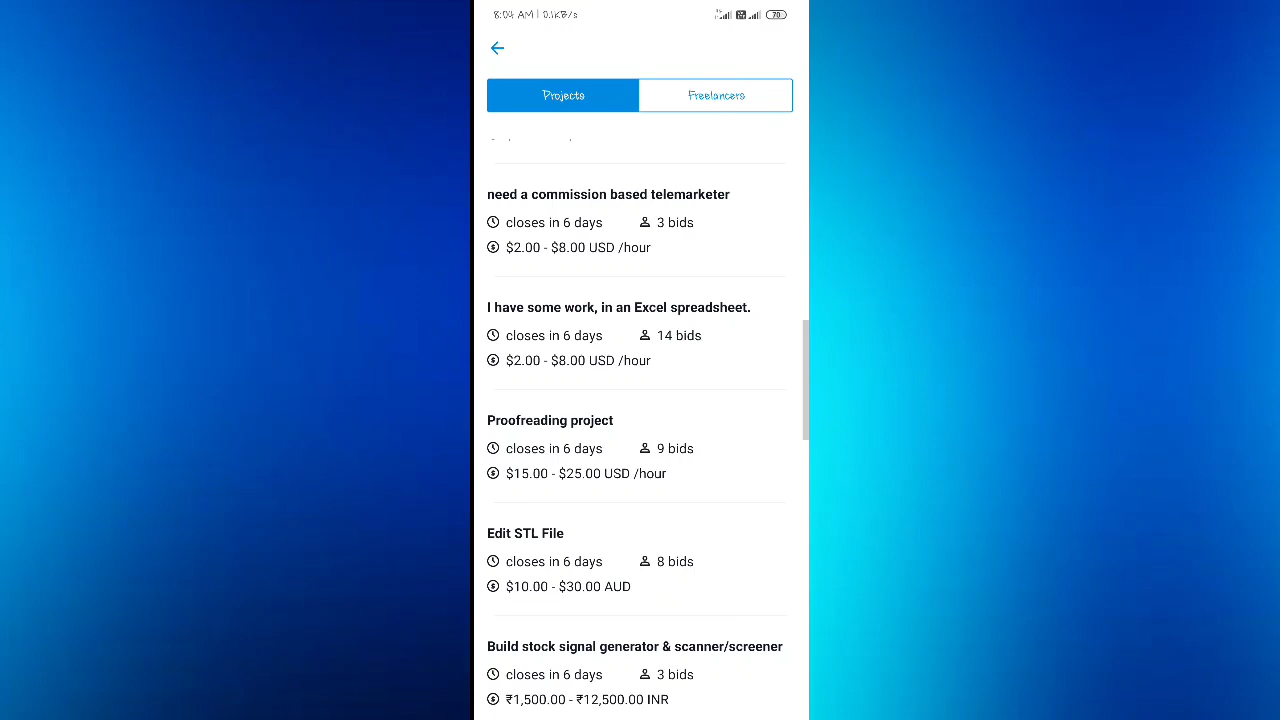 8:04 AM | 0.1KB/s 70
Projects
Freelancers
need a commission based telemarketer
closes in 6 days 3 bids
$2.00 - $8.00 USD /hour
I have some work, in an Excel spreadsheet.
closes in 6 days 14 bids
$2.00 - $8.00 USD /hour
Proofreading project
closes in 6 days 9 bids
$15.00 - $25.00 USD /hour
Edit STL File
closes in 6 days 8 bids
$10.00 - $30.00 AUD
Build stock signal generator & scanner/screener
closes in 6 days 3 bids
₹1,500.00 - ₹12,500.00 INR